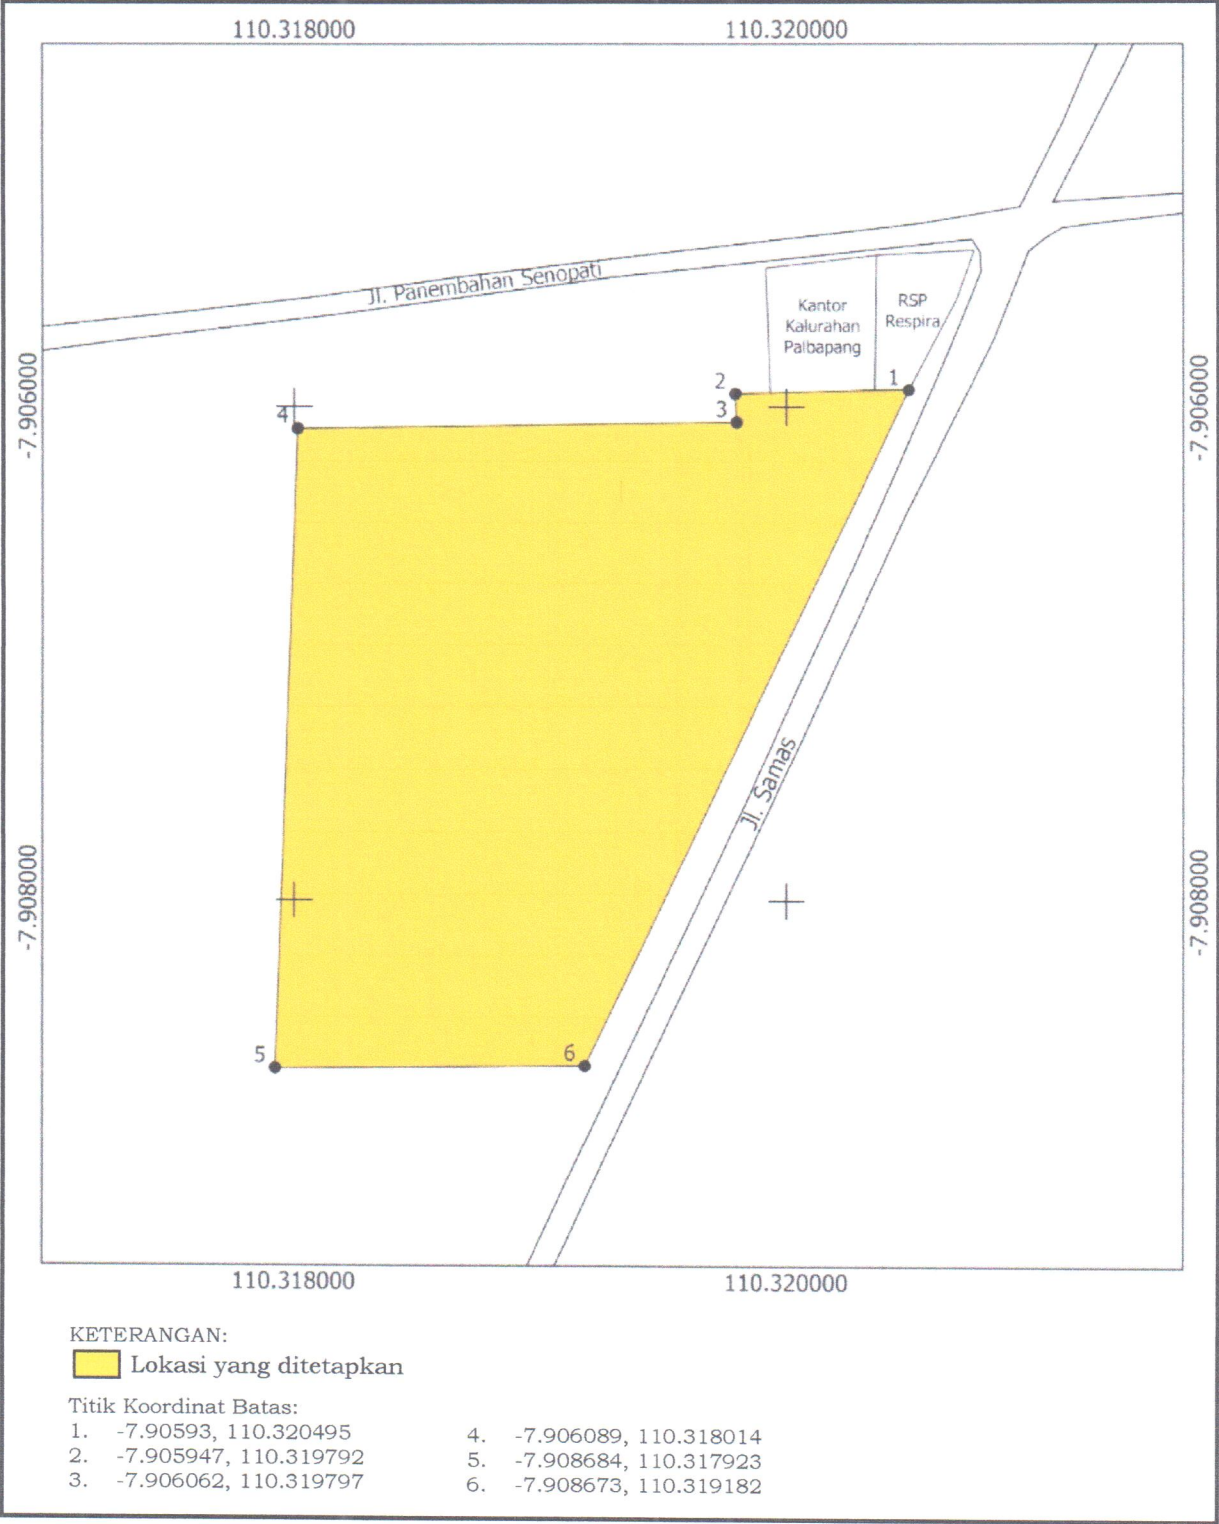 110.318000
110.320000
Jl. Panembahan Senopati
Kantor
Kalurahan
Palbapang
RSP
Respira
-7.906000
-7.906000
1
2
3
4
Jl. Samas
-7.908000
-7.908000
5
6
110.318000
110.320000
KETERANGAN:
Lokasi yang ditetapkan
Titik Koordinat Batas:
1. -7.90593, 110.320495
2. -7.905947, 110.319792
3. -7.906062, 110.319797
4. -7.906089, 110.318014
5. -7.908684, 110.317923
6. -7.908673, 110.319182